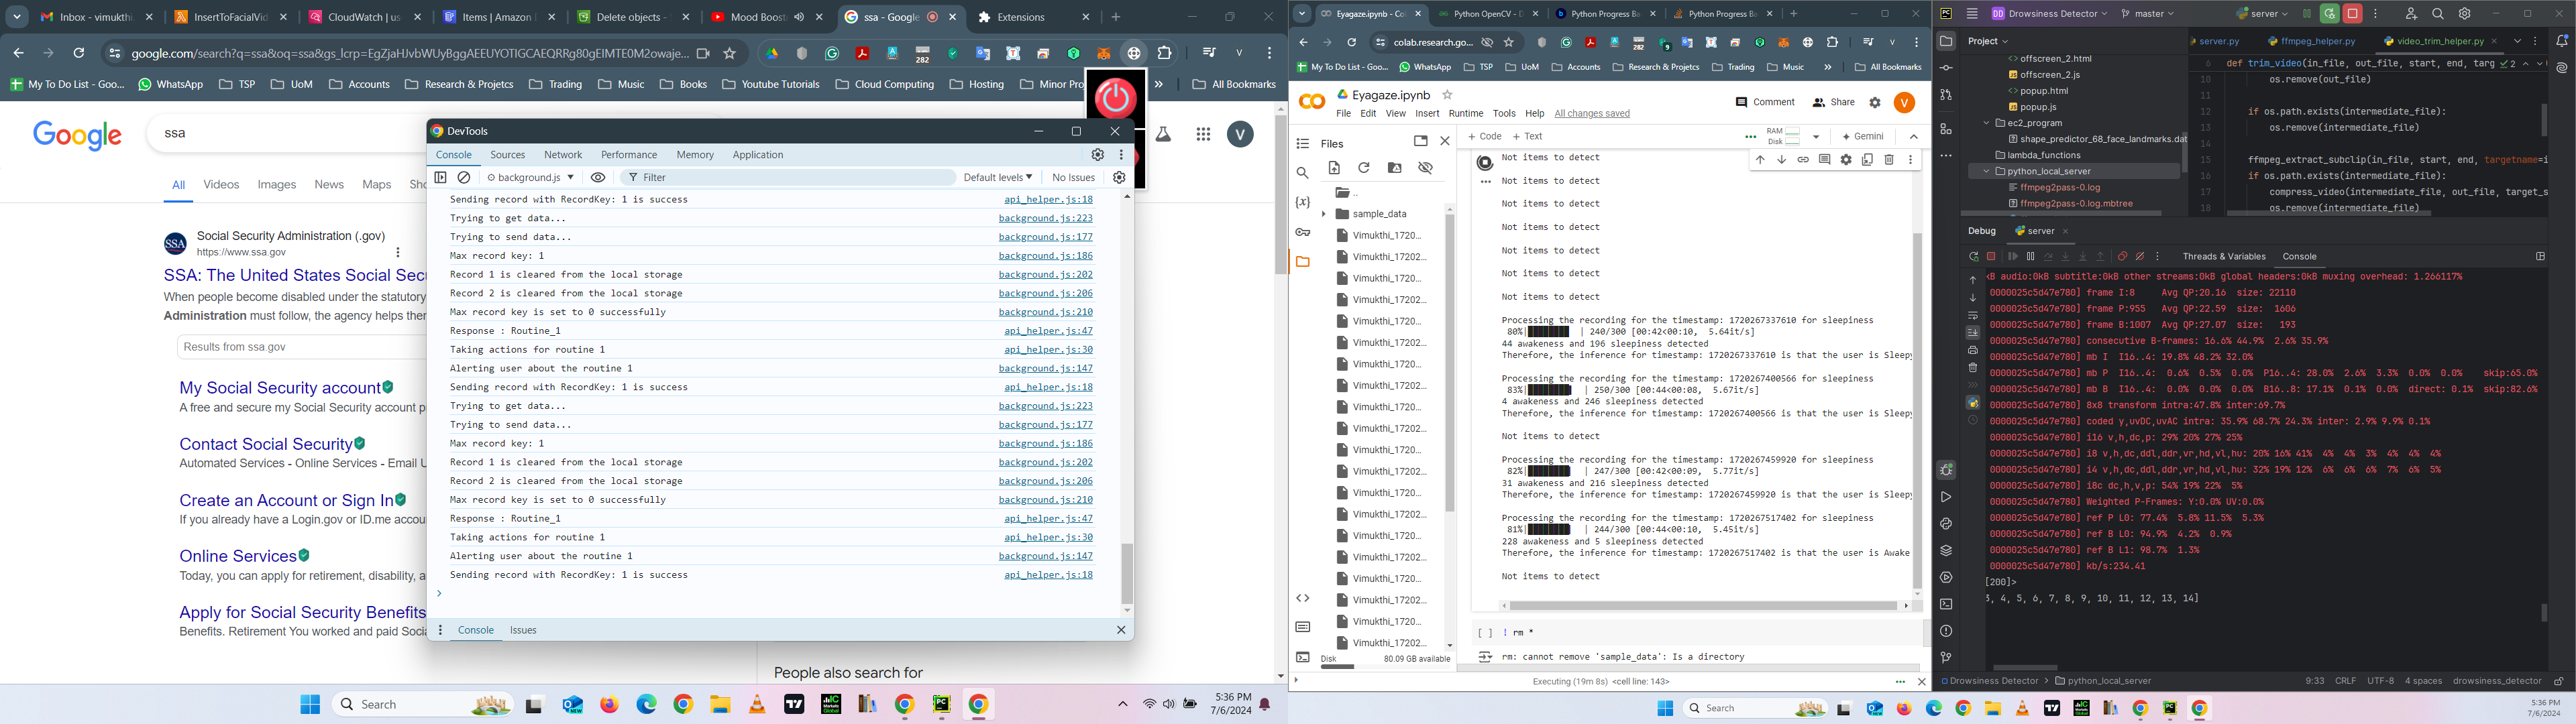 Inbox - vimukthi
InsertToFacialVid
CloudWatch | us
Items | Amazon D
Delete objects -
Mood Boost
ssa - Google
Extensions
google.com/search?q=ssa&oq=ssa&gs_lcrp=EgZjaHJvbWUyBggAEEUYOTIGCAEQRRg80gEIMTE0M2owaje...
282
My To Do List - Goo...
WhatsApp
TSP
UoM
Accounts
Research & Projetcs
Trading
Music
Books
Youtube Tutorials
Cloud Computing
Hosting
Minor Pro
All Bookmarks
Google
ssa
All
Videos
Images
News
Maps
Sho
SSA
Social Security Administration (.gov)
https://www.ssa.gov
SSA: The United States Social Secu
When people become disabled under the statutory
Administration must follow, the agency helps them
Results from ssa.gov
My Social Security account
A free and secure my Social Security account p
Contact Social Security
Automated Services - Online Services - Email U
Create an Account or Sign In
If you already have a Login.gov or ID.me accou
Online Services
Today, you can apply for retirement, disability, a
Apply for Social Security Benefits
Benefits. Retirement You worked and paid Soci
People also search for
DevTools
Console
Sources
Network
Performance
Memory
Application
background.js
Filter
Default levels
No Issues
Sending record with RecordKey: 1 is success api_helper.js:18
Trying to get data... background.js:223
Trying to send data... background.js:177
Max record key: 1 background.js:186
Record 1 is cleared from the local storage background.js:202
Record 2 is cleared from the local storage background.js:206
Max record key is set to 0 successfully background.js:210
Response : Routine_1 api_helper.js:47
Taking actions for routine 1 api_helper.js:30
Alerting user about the routine 1 background.js:147
Sending record with RecordKey: 1 is success api_helper.js:18
Trying to get data... background.js:223
Trying to send data... background.js:177
Max record key: 1 background.js:186
Record 1 is cleared from the local storage background.js:202
Record 2 is cleared from the local storage background.js:206
Max record key is set to 0 successfully background.js:210
Response : Routine_1 api_helper.js:47
Taking actions for routine 1 api_helper.js:30
Alerting user about the routine 1 background.js:147
Sending record with RecordKey: 1 is success api_helper.js:18
Console
Issues
Search
5:36 PM
7/6/2024
Eyagaze.ipynb - Co
Python OpenCV - D
Python Progress Ba
Python Progress Ba
colab.research.go...
282
My To Do List - Goo...
WhatsApp
TSP
UoM
Accounts
Research & Projetcs
Trading
Music
All Bookmarks
Eyagaze.ipynb
File Edit View Insert Runtime Tools Help All changes saved
Comment
Share
V
Files
+ Code + Text
RAM
Disk
Gemini
..
sample_data
Vimukthi_1720...
Vimukthi_17202...
Vimukthi_1720...
Vimukthi_17202...
Vimukthi_1720...
Vimukthi_17202...
Vimukthi_1720...
Vimukthi_17202...
Vimukthi_1720...
Vimukthi_17202...
Vimukthi_1720...
Vimukthi_17202...
Vimukthi_1720...
Vimukthi_17202...
Vimukthi_1720...
Vimukthi_17202...
Vimukthi_1720...
Vimukthi_17202...
Vimukthi_1720...
Vimukthi_17202...
Disk 80.09 GB available
Not items to detect
Not items to detect
Not items to detect
Not items to detect
Not items to detect
Not items to detect
Not items to detect
Processing the recording for the timestamp: 1720267337610 for sleepiness
80%| | 240/300 [00:42<00:10, 5.64it/s]
44 awakeness and 196 sleepiness detected
Therefore, the inference for timestamp: 1720267337610 is that the user is Sleepy
Processing the recording for the timestamp: 1720267400566 for sleepiness
83%| | 250/300 [00:44<00:08, 5.67it/s]
4 awakeness and 246 sleepiness detected
Therefore, the inference for timestamp: 1720267400566 is that the user is Sleepy
Not items to detect
Processing the recording for the timestamp: 1720267459920 for sleepiness
82%| | 247/300 [00:42<00:09, 5.77it/s]
31 awakeness and 216 sleepiness detected
Therefore, the inference for timestamp: 1720267459920 is that the user is Sleepy
Processing the recording for the timestamp: 1720267517402 for sleepiness
81%| | 244/300 [00:44<00:10, 5.45it/s]
228 awakeness and 5 sleepiness detected
Therefore, the inference for timestamp: 1720267517402 is that the user is Awake
Not items to detect
[ ] ! rm *
rm: cannot remove 'sample_data': Is a directory
Executing (19m 8s) <cell line: 143>
DD Drowsiness Detector
master
server
Project
offscreen_2.html
offscreen_2.js
popup.html
popup.js
ec2_program
shape_predictor_68_face_landmarks.dat
lambda_functions
python_local_server
ffmpeg2pass-0.log
ffmpeg2pass-0.log.mbtree
server.py
ffmpeg_helper.py
video_trim_helper.py
6 def trim_video(in_file, out_file, start, end, targ
10 os.remove(out_file)
11
12 if os.path.exists(intermediate_file):
13 os.remove(intermediate_file)
14
15 ffmpeg_extract_subclip(in_file, start, end, targetname=i
16 if os.path.exists(intermediate_file):
17 compress_video(intermediate_file, out_file, target_s
18 os.remove(intermediate_file)
Debug
server
Threads & Variables
Console
kB audio:0kB subtitle:0kB other streams:0kB global headers:0kB muxing overhead: 1.266117%
0000025c5d47e780] frame I:8 Avg QP:20.16 size: 22110
0000025c5d47e780] frame P:955 Avg QP:22.59 size: 1606
0000025c5d47e780] frame B:1007 Avg QP:27.07 size: 193
0000025c5d47e780] consecutive B-frames: 16.6% 44.9% 2.6% 35.9%
0000025c5d47e780] mb I I16..4: 19.8% 48.2% 32.0%
0000025c5d47e780] mb P I16..4: 0.6% 0.5% 0.0% P16..4: 28.0% 2.6% 3.3% 0.0% 0.0% skip:65.0%
0000025c5d47e780] mb B I16..4: 0.0% 0.0% 0.0% B16..8: 17.1% 0.1% 0.0% direct: 0.1% skip:82.6%
0000025c5d47e780] 8x8 transform intra:47.8% inter:69.7%
0000025c5d47e780] coded y,uvDC,uvAC intra: 35.9% 68.7% 24.3% inter: 2.9% 9.9% 0.1%
0000025c5d47e780] i16 v,h,dc,p: 29% 20% 27% 25%
0000025c5d47e780] i8 v,h,dc,ddl,ddr,vr,hd,vl,hu: 20% 16% 41% 4% 4% 3% 4% 4% 4%
0000025c5d47e780] i4 v,h,dc,ddl,ddr,vr,hd,vl,hu: 32% 19% 12% 6% 6% 6% 7% 6% 5%
0000025c5d47e780] i8c dc,h,v,p: 54% 19% 22% 5%
0000025c5d47e780] Weighted P-Frames: Y:0.0% UV:0.0%
0000025c5d47e780] ref P L0: 77.4% 5.8% 11.5% 5.3%
0000025c5d47e780] ref B L0: 94.9% 4.2% 0.9%
0000025c5d47e780] ref B L1: 98.7% 1.3%
0000025c5d47e780] kb/s:234.41
[200]>
3, 4, 5, 6, 7, 8, 9, 10, 11, 12, 13, 14]
Drowsiness Detector
python_local_server
9:33 CRLF UTF-8 4 spaces drowsiness_detector
Search
5:36 PM
7/6/2024